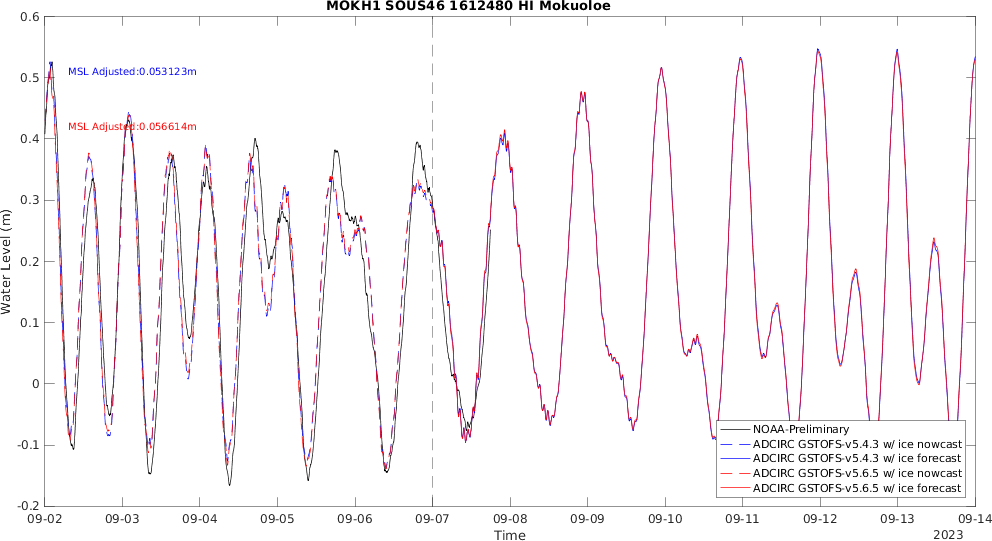 MOKH1 SOUS46 1612480 HI Mokuoloe
0.6
0.5
0.4
0.3
0.2
0.1
0
-0.1
-0.2
Water Level (m)
MSL Adjusted:0.053123m
MSL Adjusted:0.056614m
NOAA-Preliminary
ADCIRC GSTOFS-v5.4.3 w/ ice nowcast
ADCIRC GSTOFS-v5.4.3 w/ ice forecast
ADCIRC GSTOFS-v5.6.5 w/ ice nowcast
ADCIRC GSTOFS-v5.6.5 w/ ice forecast
09-02 09-03 09-04 09-05 09-06 09-07 09-08 09-09 09-10 09-11 09-12 09-13 09-14
Time
2023